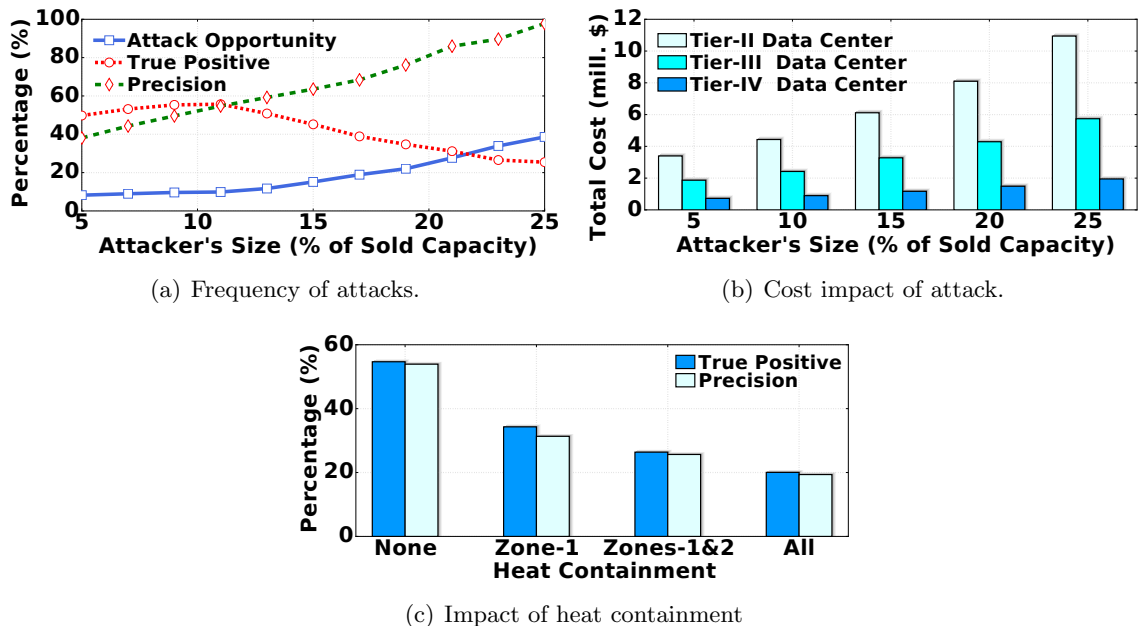 Percentage (%)
100
80
60
40
20
0
Attack Opportunity
True Positive
Precision
5 10 15 20 25
Attacker's Size (% of Sold Capacity)
(a) Frequency of attacks.
Total Cost (mill. $)
12
10
8
6
4
2
0
Tier-II Data Center
Tier-III Data Center
Tier-IV Data Center
5 10 15 20 25
Attacker's Size (% of Sold Capacity)
(b) Cost impact of attack.
Percentage (%)
60
40
20
0
True Positive
Precision
None Zone-1 Zones-1&2 All
Heat Containment
(c) Impact of heat containment